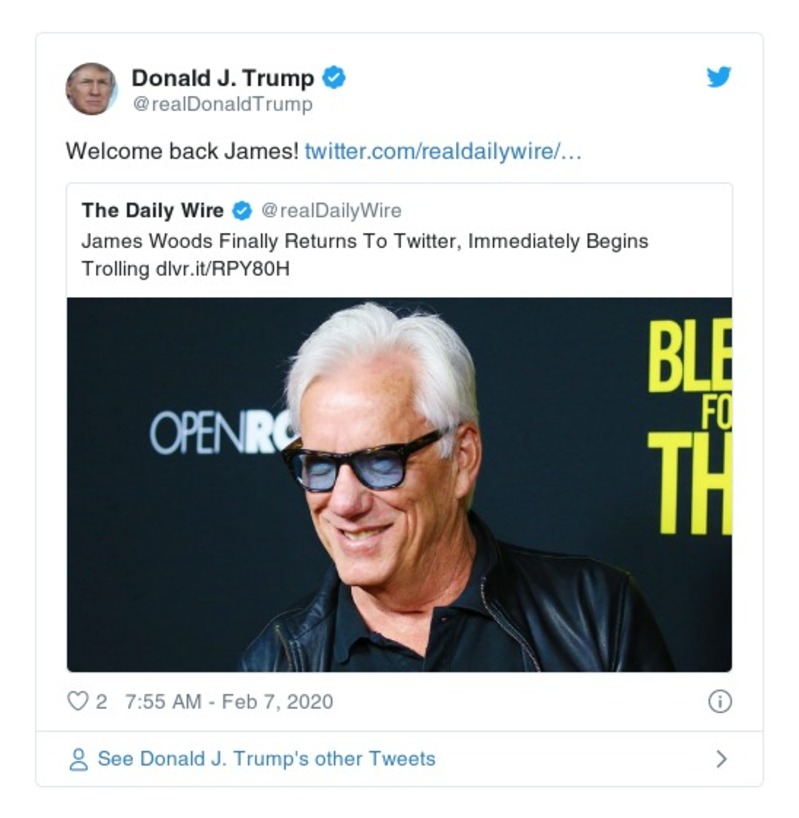 Donald J. Trump
@realDonaldTrump
Welcome back James! twitter.com/realdailywire/…
The Daily Wire @realDailyWire
James Woods Finally Returns To Twitter, Immediately Begins
Trolling dlvr.it/RPY80H
OPENRO
BLE
FO
TH
2 7:55 AM - Feb 7, 2020
See Donald J. Trump's other Tweets